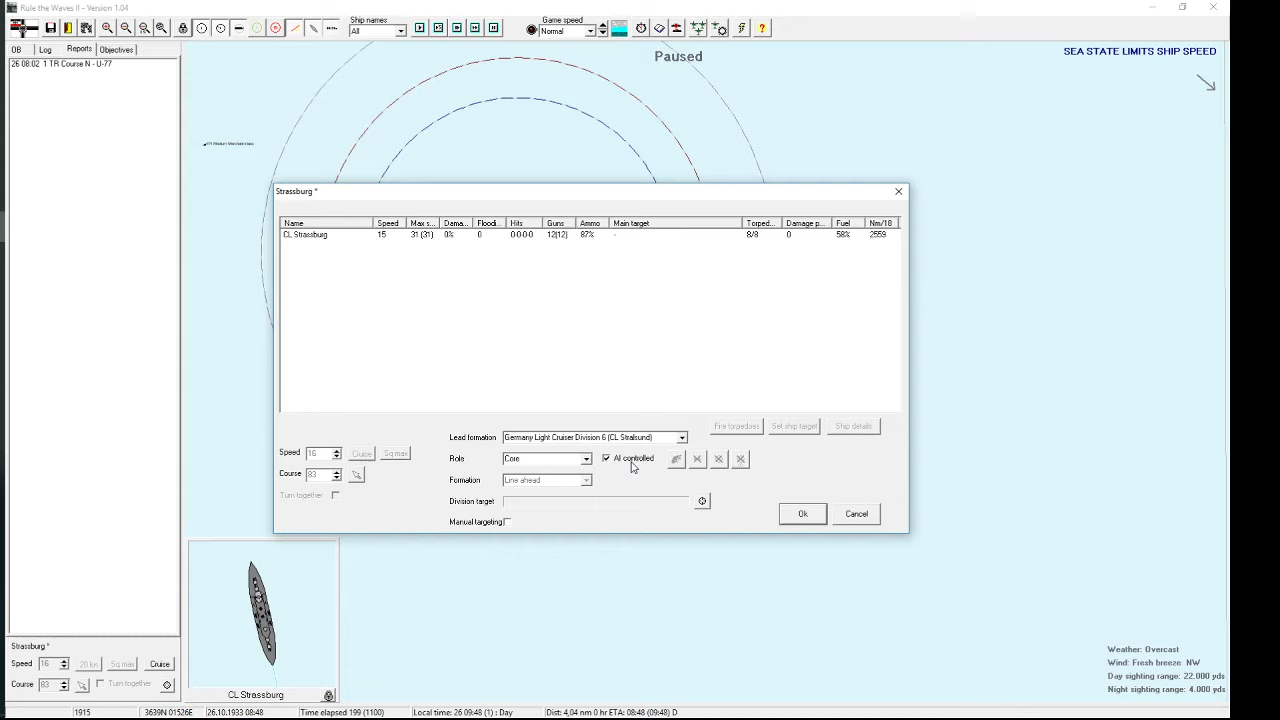 Rule the Waves II - Version 1.04
Ship names
All
Game speed
Normal
OB Log Reports Objectives
26 08:02 1 TR Course N - U-77
Paused
SEA STATE LIMITS SHIP SPEED
Strassburg *
Name Speed Max s... Dama... Floodi... Hits Guns Ammo Main target Torped... Damage p... Fuel Nm/18
CL Strassburg 15 31 (31) 0% 0 0-0-0-0 12(12) 87% - 8/8 0 58% 2559
Fire torpedoes Set ship target Ship details
Lead formation Germany Light Cruiser Division 6 (CL Stralsund)
Speed 16 Cruise Sq max
Role Core AI controlled
Course 83
Formation Line ahead
Turn together
Division target
Manual targeting
Ok Cancel
Strassburg *
Speed 16 20 kn Sq max Cruise
Course 83 Turn together
CL Strassburg
Weather: Overcast
Wind: Fresh breeze NW
Day sighting range: 22.000 yds
Night sighting range: 4.000 yds
1915 3639N 01526E 26.10.1933 08:48 Time elapsed 199 (1100) Local time: 26 09:48 (1) : Day Dist: 4,04 nm 0 hr ETA: 08:48 (09:48) D